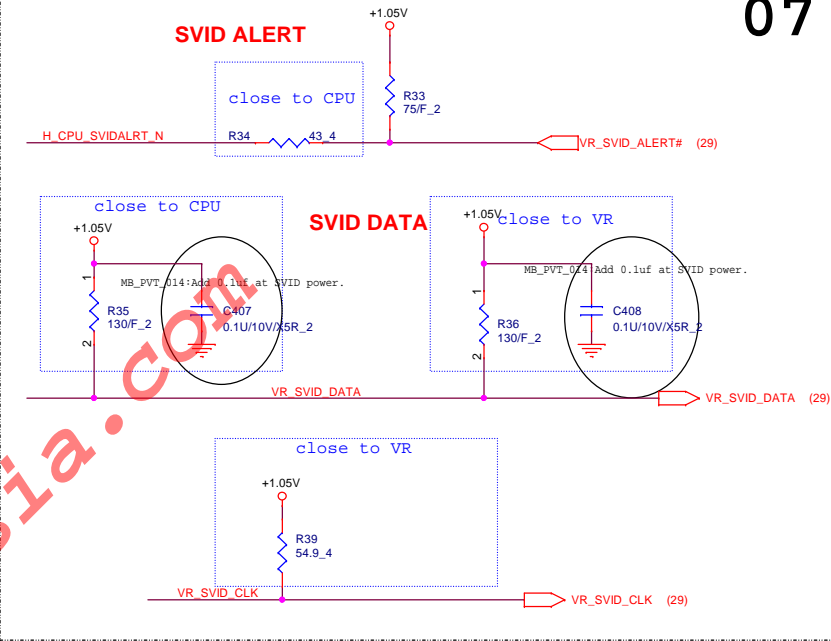 07
+1.05V
SVID ALERT
close to CPU
R33
75/F_2
H_CPU_SVIDALRT_N
R34
43_4
VR_SVID_ALERT# (29)
close to CPU
+1.05V
SVID DATA
+1.05V
close to VR
MB_PVT_014:Add 0.1uf at SVID power.
MB_PVT_014:Add 0.1uf at SVID power.
1
R35
130/F_2
2
C407
0.1U/10V/X5R_2
1
R36
130/F_2
2
C408
0.1U/10V/X5R_2
VR_SVID_DATA
VR_SVID_DATA (29)
close to VR
+1.05V
R39
54.9_4
VR_SVID_CLK
VR_SVID_CLK (29)
sia.com